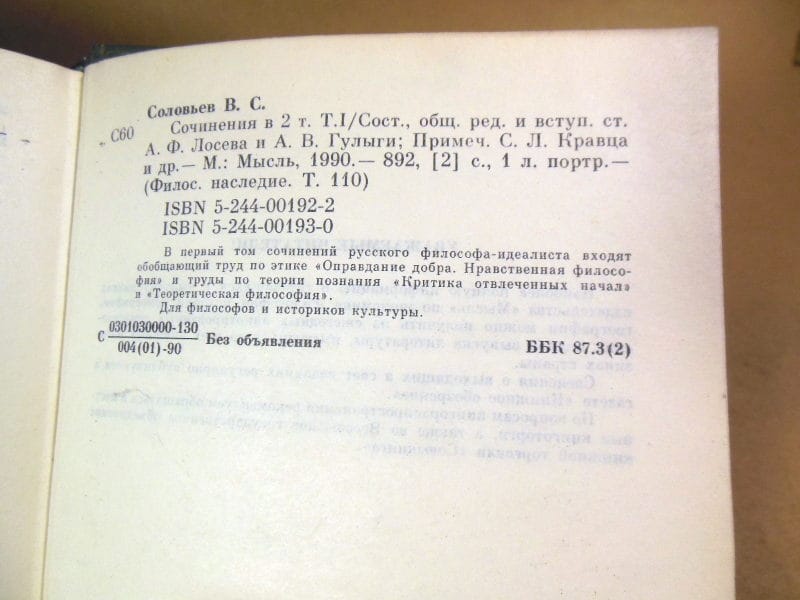 Соловьев В. С.
С60
Сочинения в 2 т. Т.I/Сост., общ. ред. и вступ. ст.
А. Ф. Лосева и А. В. Гулыги; Примеч. С. Л. Кравца
и др.— М.: Мысль, 1990.— 892, [2] с., 1 л. портр.—
(Филос. наследие. Т. 110)
ISBN 5-244-00192-2
ISBN 5-244-00193-0
В первый том сочинений русского философа-идеалиста входят
обобщающий труд по этике «Оправдание добра. Нравственная филосо-
фия» и труды по теории познания «Критика отвлеченных начал»
и «Теоретическая философия».
Для философов и историков культуры.
С 0301030000-130
004(01)-90
Без объявления
ББК 87.3(2)